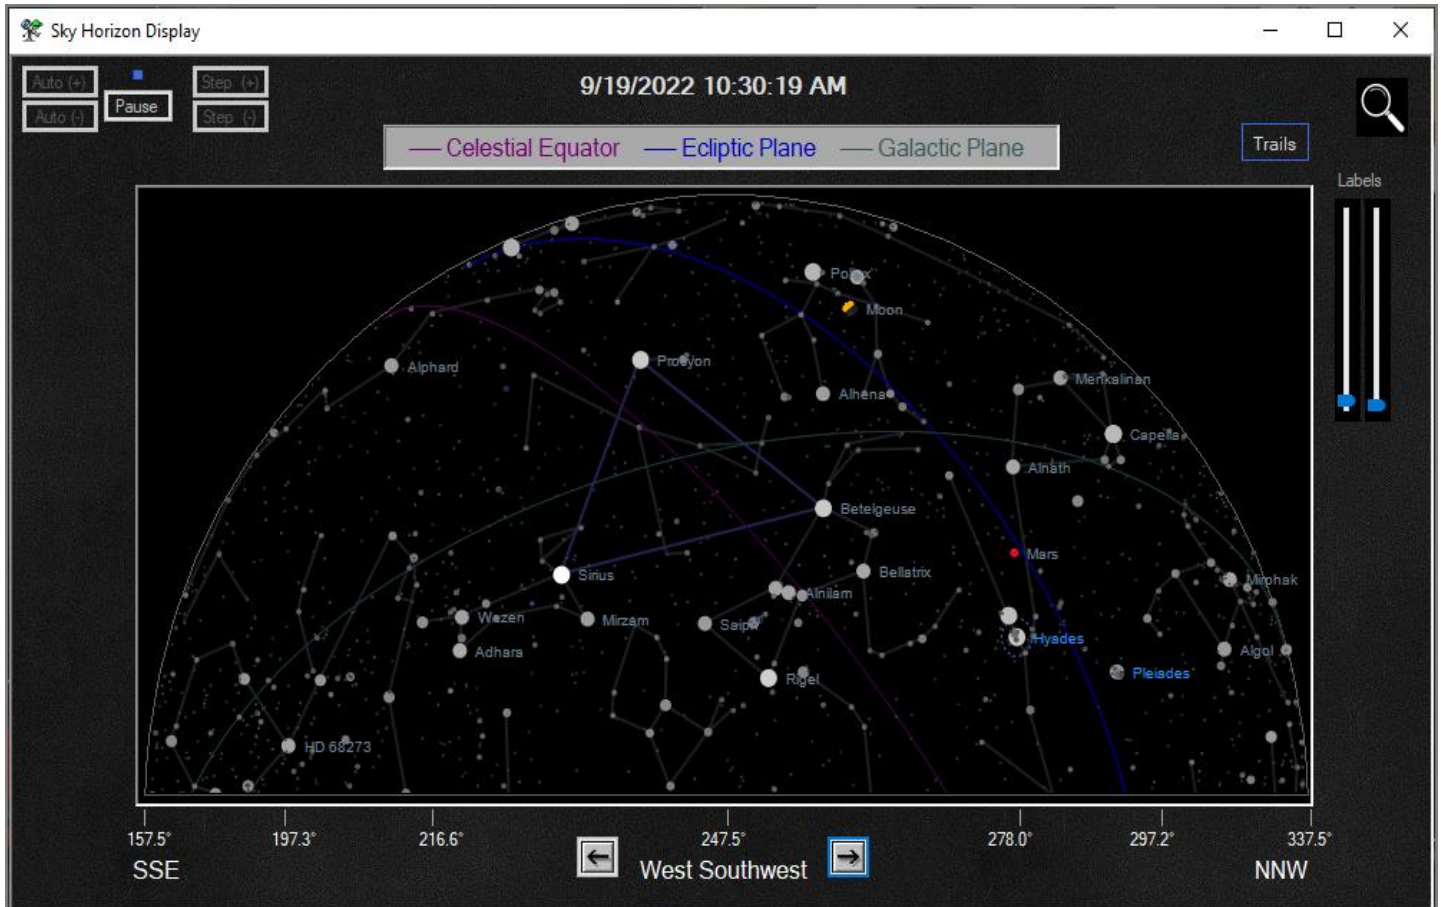 Sky Horizon Display
Auto (+)
Step (+)
Pause
Auto (-)
Step (-)
9/19/2022 10:30:19 AM
Celestial Equator Ecliptic Plane Galactic Plane
Trails
Labels
Pollux
Moon
Procyon
Alphard
Menkalinan
Alhena
Capella
Alnath
Betelgeuse
Mars
Sirius
Bellatrix
Mirphak
Alnilam
Wezen
Mirzam
Saiph
Hyades
Adhara
Algol
Rigel
Pleiades
HD 68273
157.5° 197.3° 216.6° 247.5° 278.0° 297.2° 337.5°
SSE West Southwest NNW